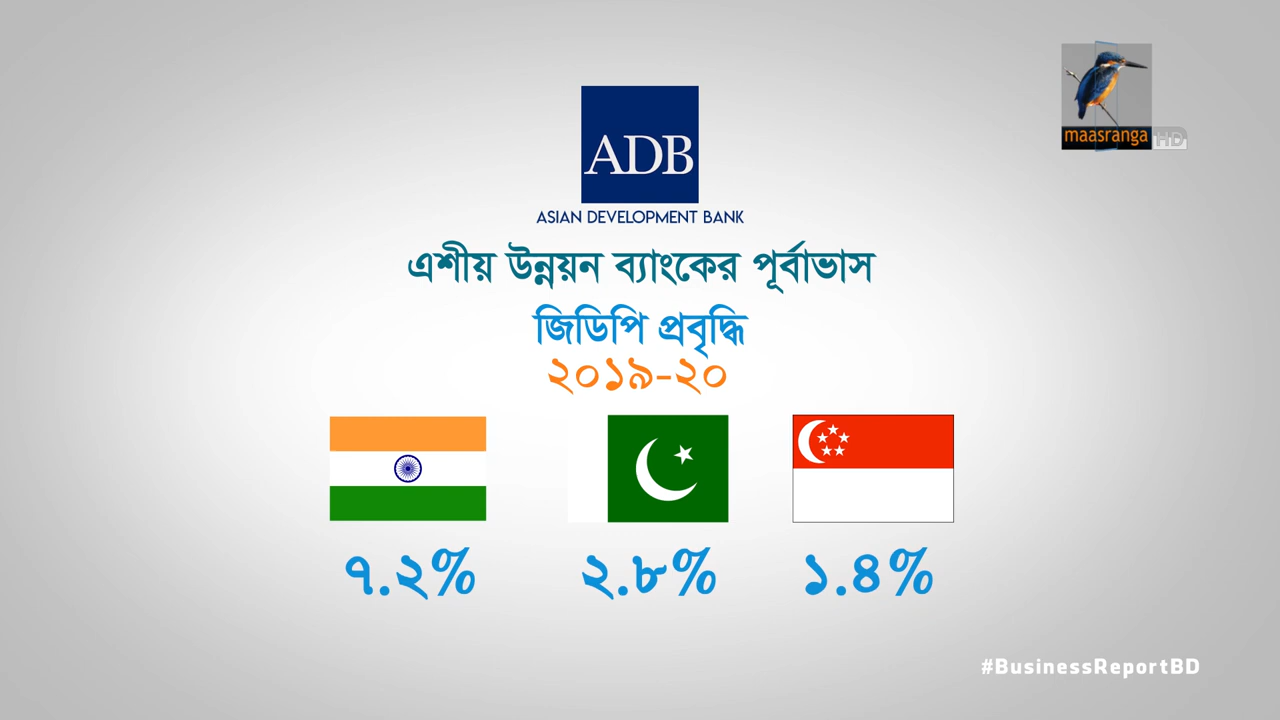 maasranga HD
ADB
ASIAN DEVELOPMENT BANK
এশীয় উন্নয়ন ব্যাংকের পূর্বাভাস
জিডিপি প্রবৃদ্ধি
২০১৯-২০
৭.২% ২.৮% ১.৪%
#BusinessReportBD